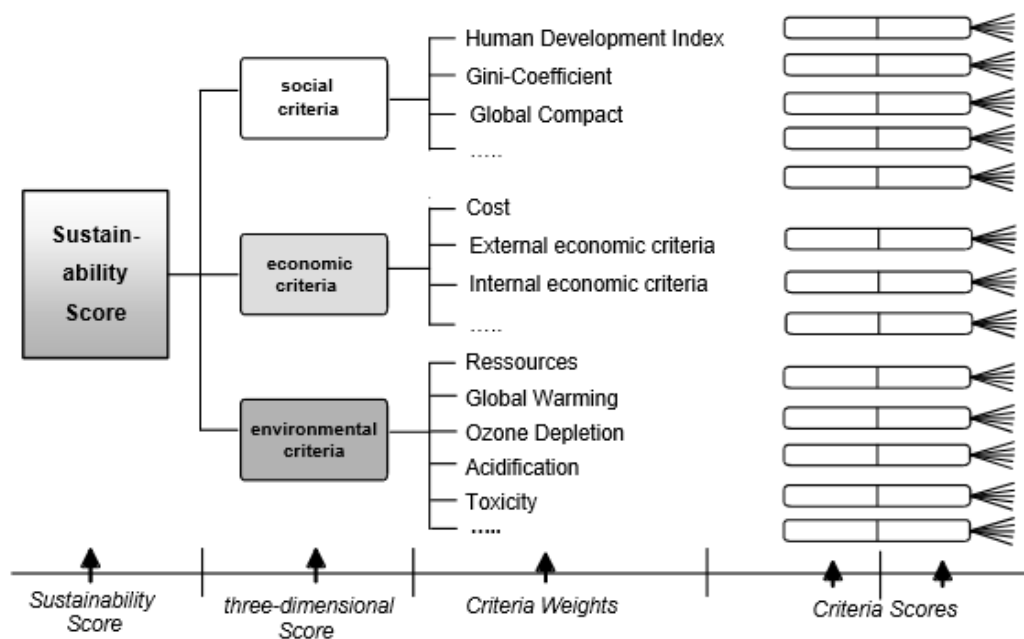 Sustain-
ability
Score
social
criteria
Human Development Index
Gini-Coefficient
Global Compact
.....
economic
criteria
Cost
External economic criteria
Internal economic criteria
.....
environmental
criteria
Ressources
Global Warming
Ozone Depletion
Acidification
Toxicity
.....
Sustainability
Score
three-dimensional
Score
Criteria Weights
Criteria Scores